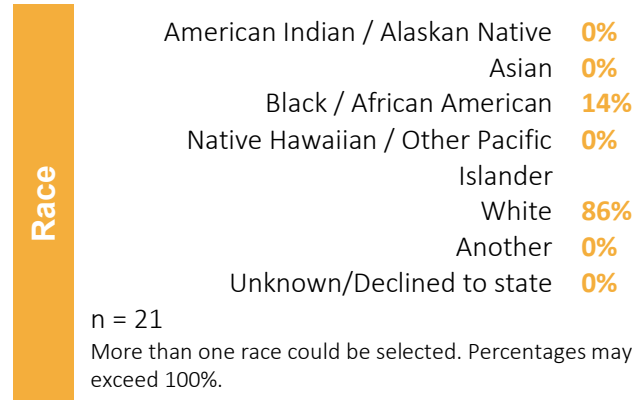 Race
American Indian / Alaskan Native 0%
Asian 0%
Black / African American 14%
Native Hawaiian / Other Pacific 0%
Islander
White 86%
Another 0%
Unknown/Declined to state 0%
n = 21
More than one race could be selected. Percentages may
exceed 100%.